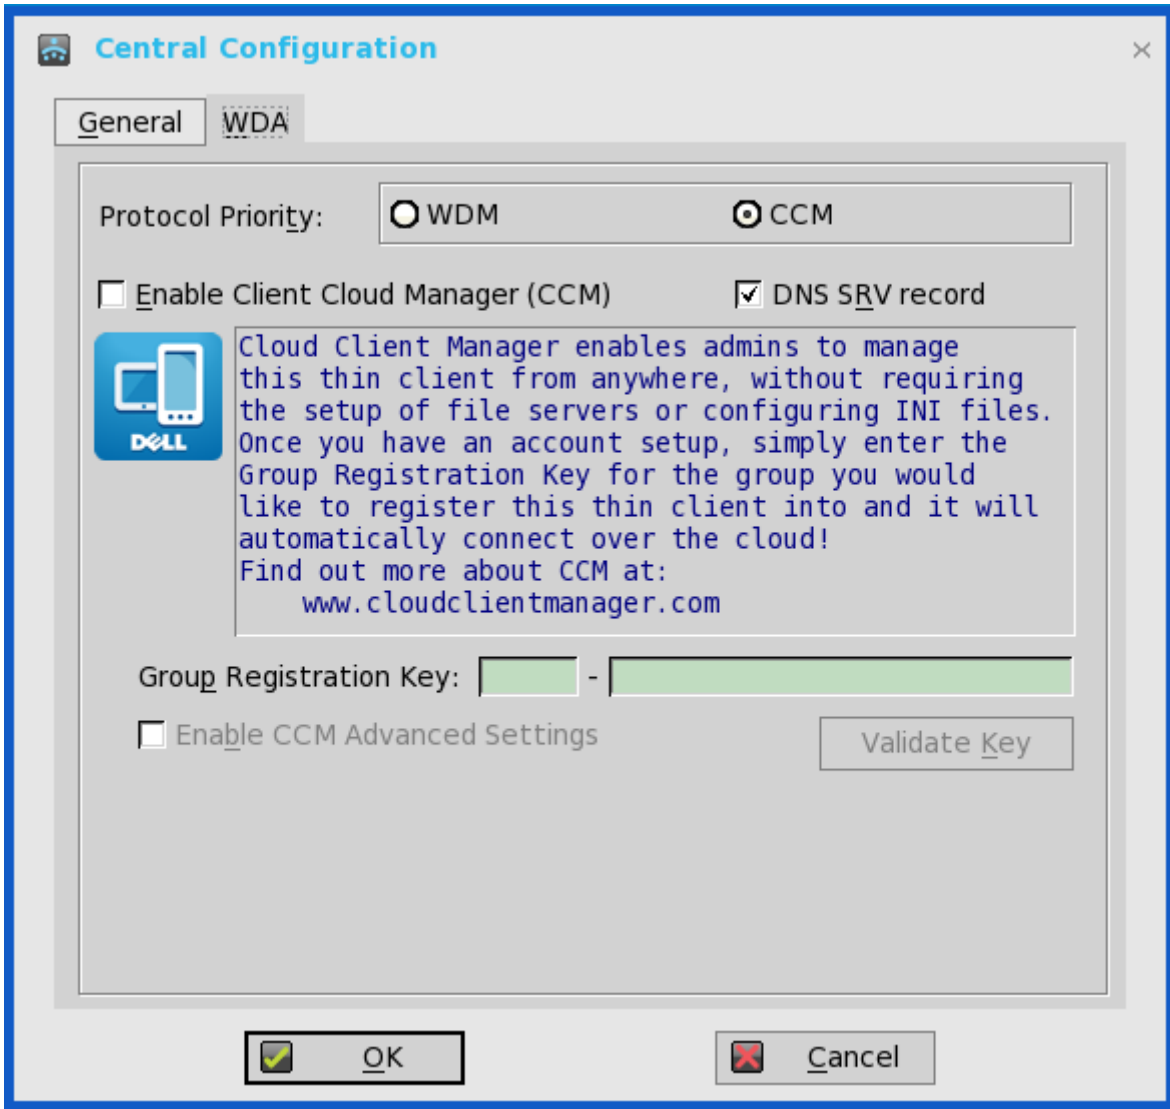 Central Configuration
General WDA
Protocol Priority: WDM CCM
Enable Client Cloud Manager (CCM) DNS SRV record
Cloud Client Manager enables admins to manage
this thin client from anywhere, without requiring
the setup of file servers or configuring INI files.
Once you have an account setup, simply enter the
Group Registration Key for the group you would
like to register this thin client into and it will
automatically connect over the cloud!
Find out more about CCM at:
www.cloudclientmanager.com
DELL
Group Registration Key: -
Enable CCM Advanced Settings Validate Key
OK Cancel